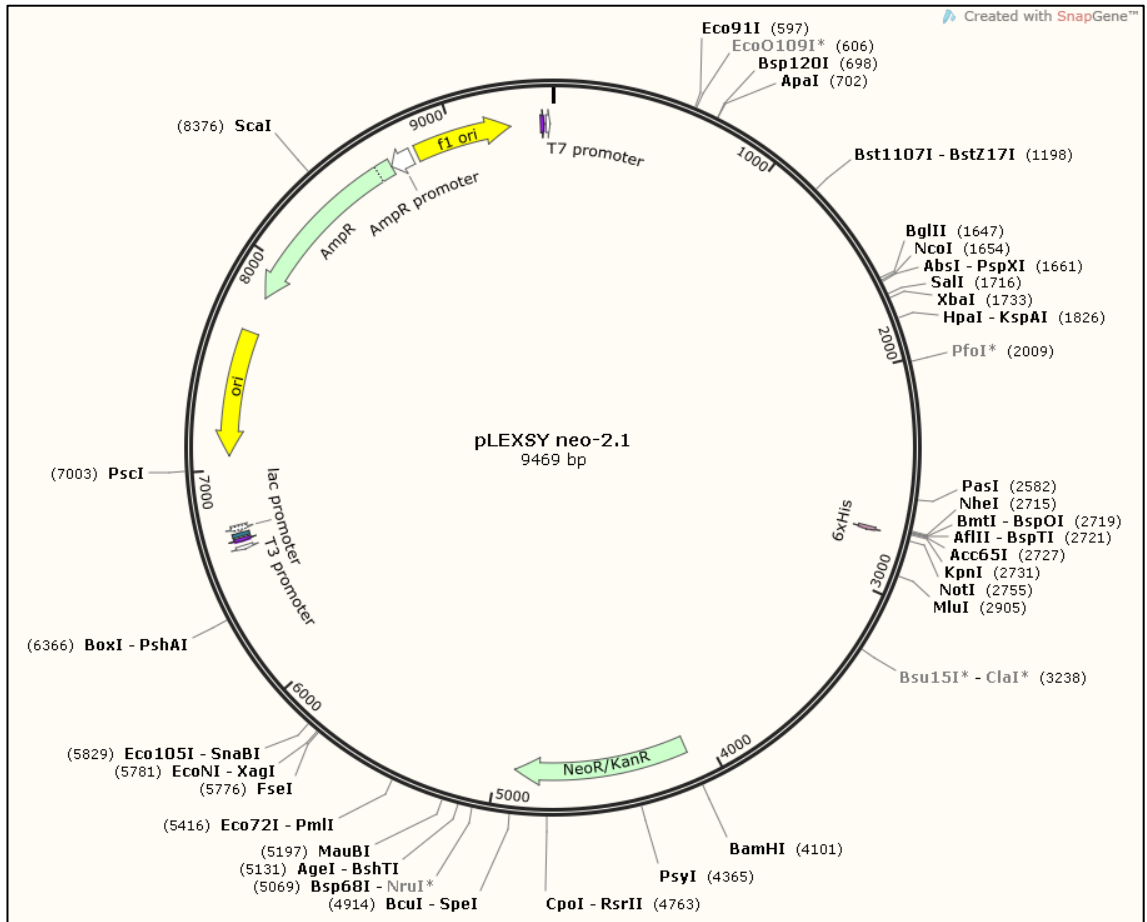 Created with SnapGene™
Eco91I (597)
EcoO109I* (606)
Bsp120I (698)
ApaI (702)
(8376) ScaI
9000
f1 ori
T7 promoter
AmpR promoter
AmpR
1000
Bst1107I - BstZ17I (1198)
8000
BglII (1647)
NcoI (1654)
AbsI - PspXI (1661)
SalI (1716)
XbaI (1733)
HpaI - KspAI (1826)
2000
PfoI* (2009)
ori
pLEXSY neo-2.1
9469 bp
(7003) PscI
7000
lac promoter
T3 promoter
6xHis
PasI (2582)
NheI (2715)
BmtI - BspOI (2719)
AflII - BspTI (2721)
Acc65I (2727)
KpnI (2731)
NotI (2755)
MluI (2905)
3000
(6366) BoxI - PshAI
Bsu15I* - ClaI* (3238)
6000
(5829) Eco105I - SnaBI
(5781) EcoNI - XagI
(5776) FseI
NeoR/KanR
4000
5000
(5416) Eco72I - PmlI
(5197) MauBI
(5131) AgeI - BshTI
(5069) Bsp68I - NruI*
(4914) BcuI - SpeI
CpoI - RsrII (4763)
PsyI (4365)
BamHI (4101)